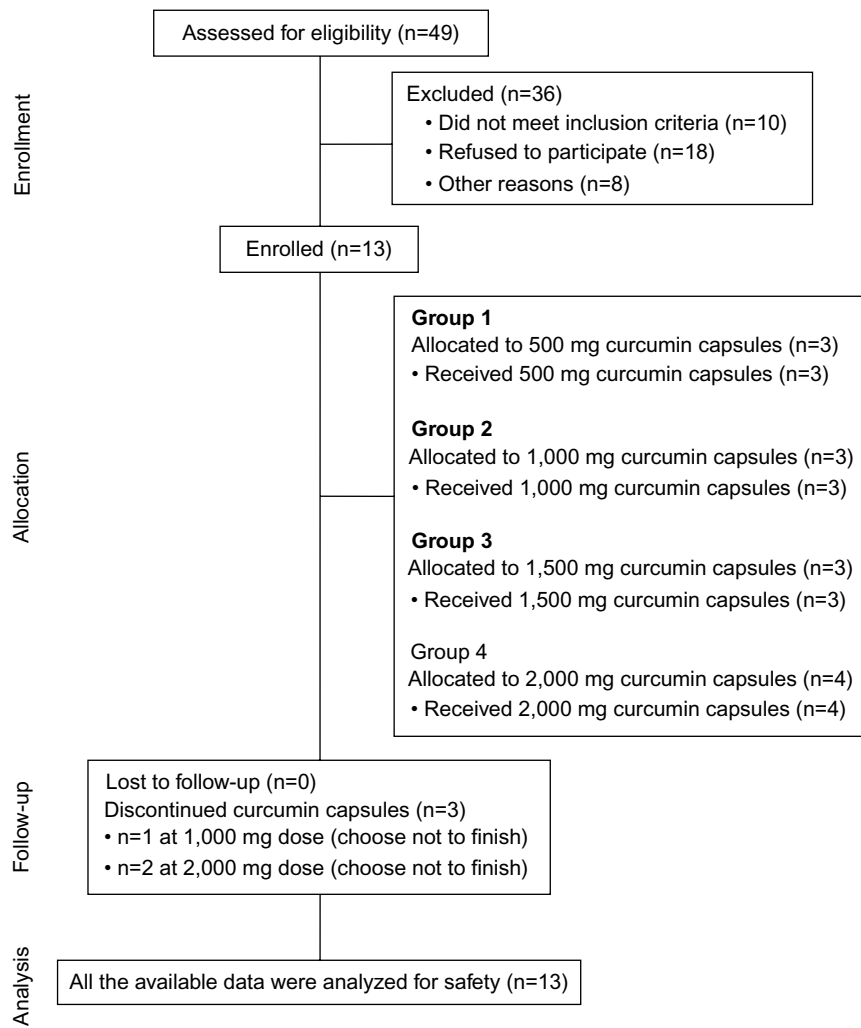 Assessed for eligibility (n=49)
Enrollment
Excluded (n=36)
• Did not meet inclusion criteria (n=10)
• Refused to participate (n=18)
• Other reasons (n=8)
Enrolled (n=13)
Allocation
Group 1
Allocated to 500 mg curcumin capsules (n=3)
• Received 500 mg curcumin capsules (n=3)
Group 2
Allocated to 1,000 mg curcumin capsules (n=3)
• Received 1,000 mg curcumin capsules (n=3)
Group 3
Allocated to 1,500 mg curcumin capsules (n=3)
• Received 1,500 mg curcumin capsules (n=3)
Group 4
Allocated to 2,000 mg curcumin capsules (n=4)
• Received 2,000 mg curcumin capsules (n=4)
Follow-up
Lost to follow-up (n=0)
Discontinued curcumin capsules (n=3)
• n=1 at 1,000 mg dose (choose not to finish)
• n=2 at 2,000 mg dose (choose not to finish)
Analysis
All the available data were analyzed for safety (n=13)